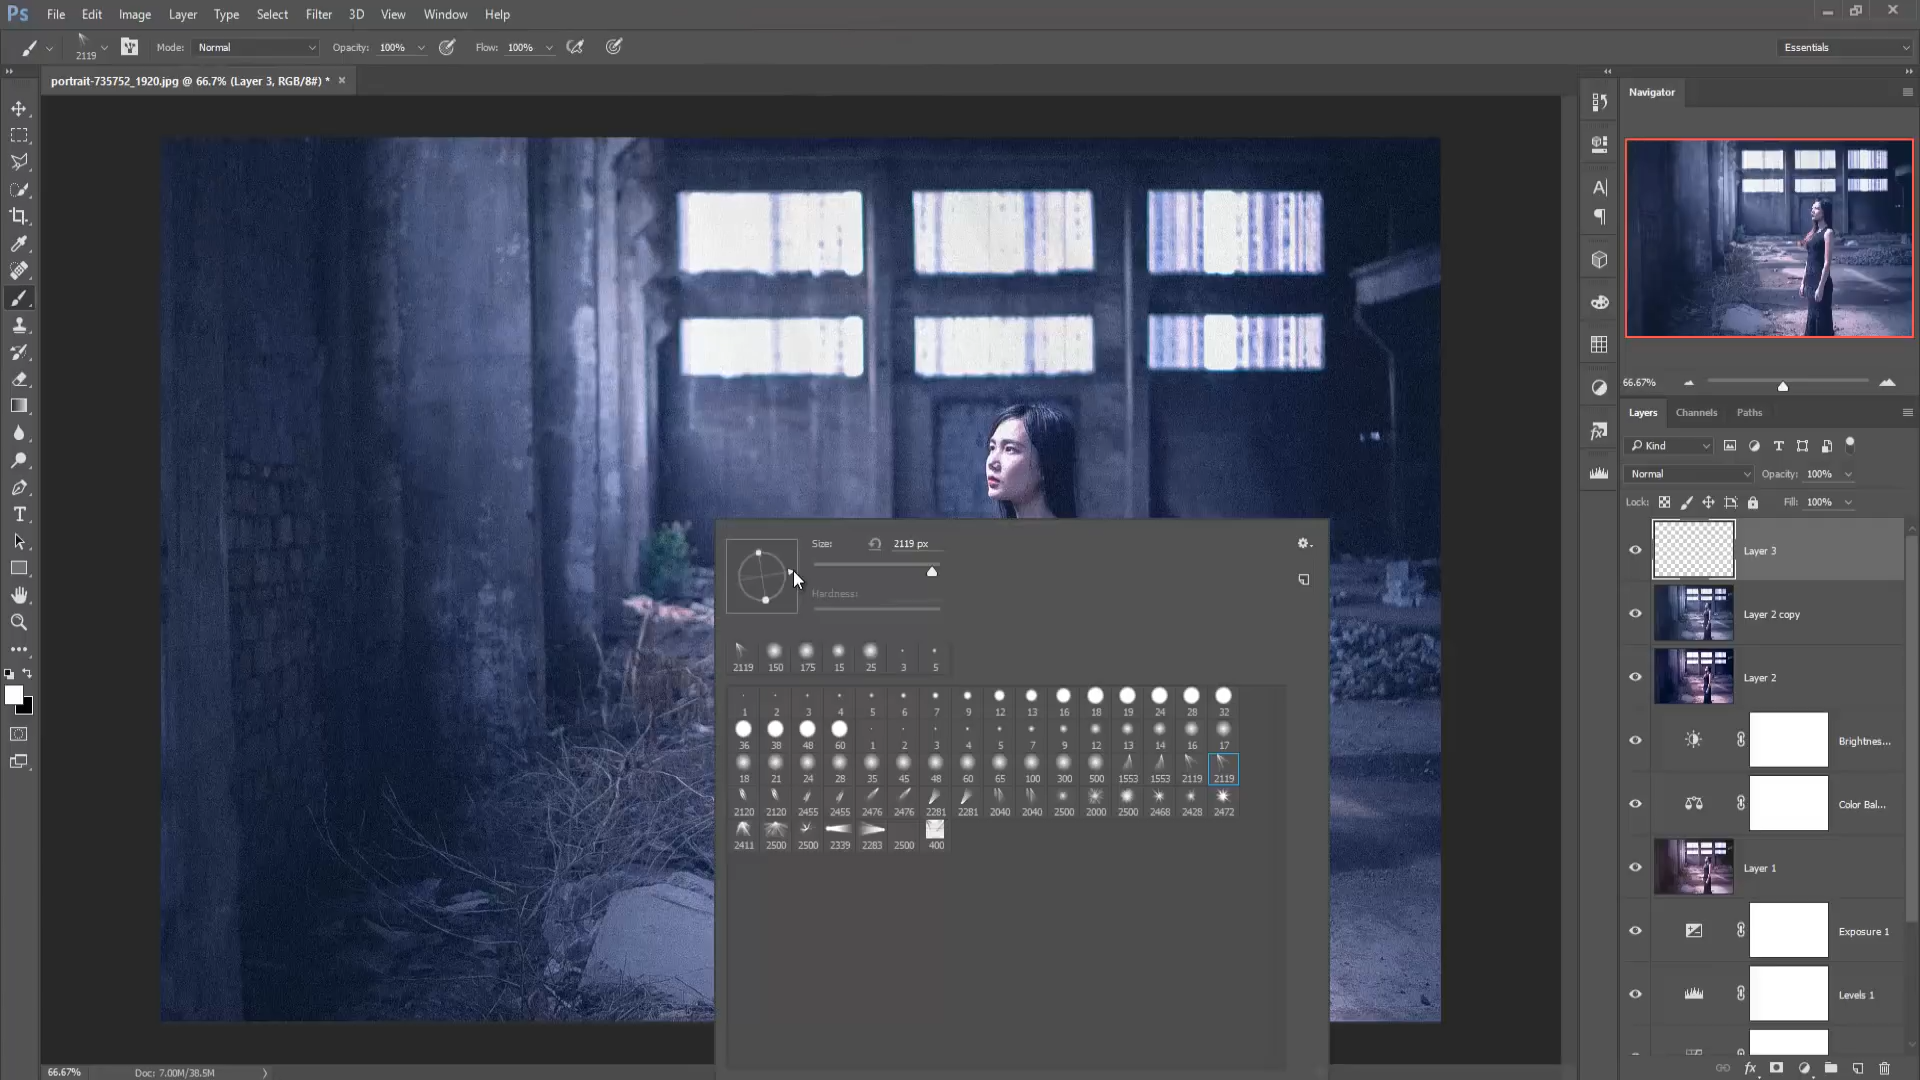 Ps File Edit Image Layer Type Select Filter 3D View Window Help
2119 Mode: Normal Opacity: 100% Flow: 100% Essentials
portrait-735752_1920.jpg @ 66.7% (Layer 3, RGB/8#) * ×
Navigator
66.67%
Layers Channels Paths
Kind
Normal Opacity: 100%
Lock: Fill: 100%
Layer 3
Layer 2 copy
Layer 2
Brightnes...
Color Bal...
Layer 1
Exposure 1
Levels 1
Size: 2119 px
Hardness:
2119 150 175 15 25 3 5
1 2 3 4 5 6 7 9 12 13 16 18 19 24 28 32
36 38 48 60 1 2 3 4 5 7 9 12 13 14 16 17
18 21 24 28 35 45 48 60 65 100 300 500 1553 1553 2119 2119
2120 2120 2455 2455 2476 2476 2281 2281 2040 2040 2500 2000 2500 2468 2428 2472
2411 2500 2500 2339 2283 2500 400
66.67% Doc: 7.00M/38.5M